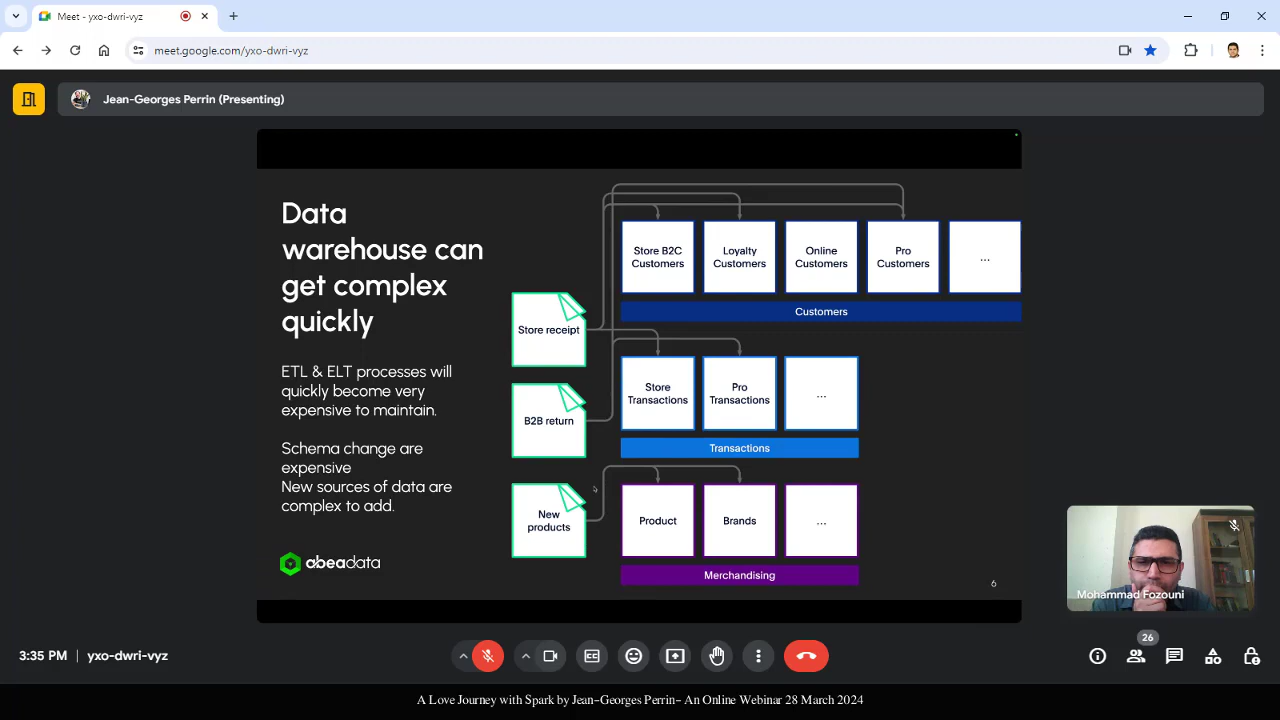 Meet - yxo-dwri-vyz
meet.google.com/yxo-dwri-vyz
Jean-Georges Perrin (Presenting)
Data
warehouse can
get complex
quickly
ETL & ELT processes will
quickly become very
expensive to maintain.
Schema change are
expensive
New sources of data are
complex to add.
abeadata
Store receipt
B2B return
New
products
Store B2C
Customers
Loyalty
Customers
Online
Customers
Pro
Customers
...
Customers
Store
Transactions
Pro
Transactions
...
Transactions
Product
Brands
...
Merchandising
6
Mohammad Fozouni
3:35 PM | yxo-dwri-vyz
26
A Love Journey with Spark by Jean-Georges Perrin- An Online Webinar 28 March 2024